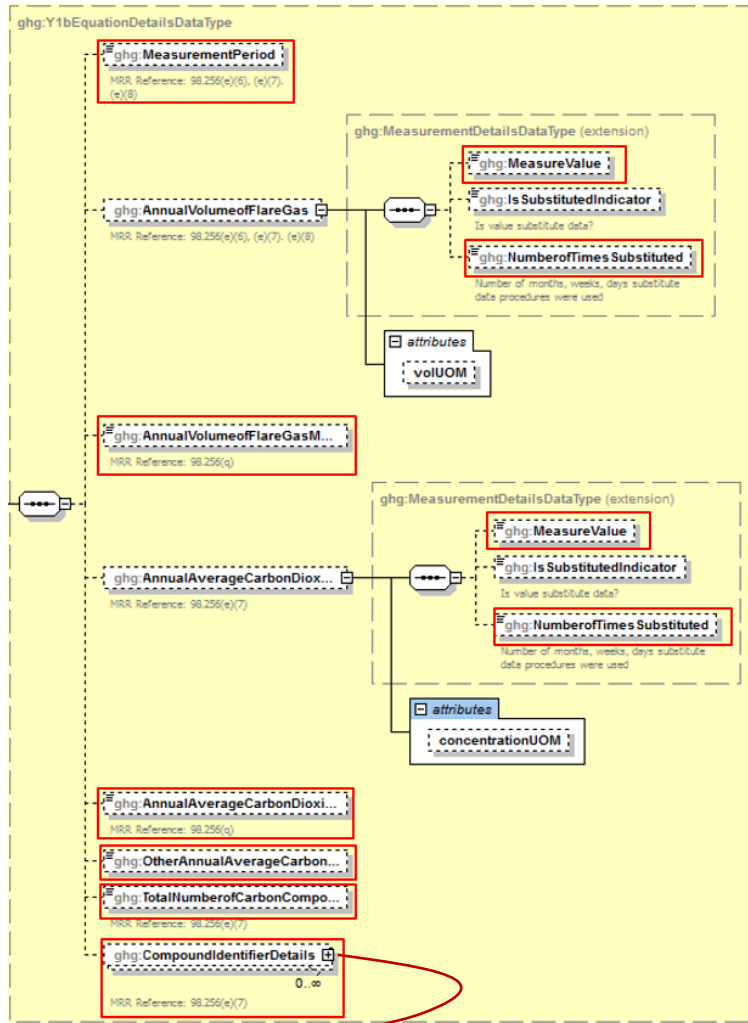 ghg:Y1bEquationDetailsDataType
ghg:MeasurementPeriod
MRR Reference: 98.256(e)(6), (e)(7).
(e)(8)
ghg:MeasurementDetailsDataType (extension)
ghg:MeasureValue
ghg:AnnualVolumeofFlareGas
ghg:IsSubstitutedIndicator
MRR Reference: 98.256(e)(6), (e)(7). (e)(8)
Is value substitute data?
ghg:NumberofTimesSubstituted
Number of months, weeks, days substitute
data procedures were used
attributes
volUOM
ghg:AnnualVolumeofFlareGasM...
MRR Reference: 98.256(q)
ghg:MeasurementDetailsDataType (extension)
ghg:MeasureValue
ghg:AnnualAverageCarbonDiox...
ghg:IsSubstitutedIndicator
MRR Reference: 98.256(e)(7)
Is value substitute data?
ghg:NumberofTimesSubstituted
Number of months, weeks, days substitute
data procedures were used
attributes
concentrationUOM
ghg:AnnualAverageCarbonDioxi...
MRR Reference: 98.256(q)
ghg:OtherAnnualAverageCarbon...
ghg:TotalNumberofCarbonCompo...
MRR Reference: 98.256(e)(7)
ghg:CompoundIdentifierDetails
0..∞
MRR Reference: 98.256(e)(7)